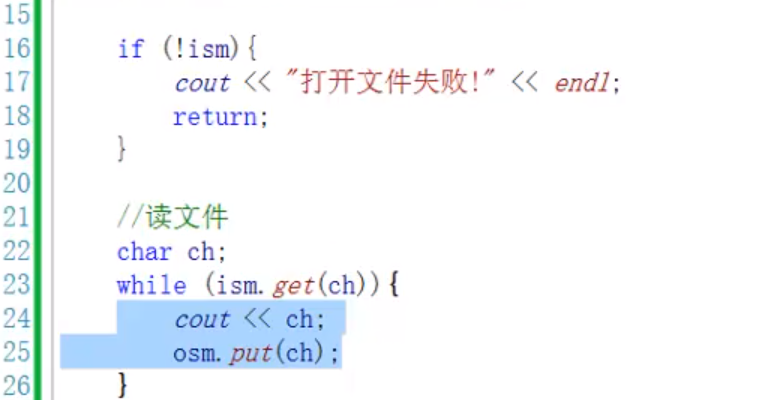 15
16 if (!ism){
17 cout << "打开文件失败!" << endl;
18 return;
19 }
20
21 //读文件
22 char ch;
23 while (ism.get(ch)){
24 cout << ch;
25 osm.put(ch);
26 }